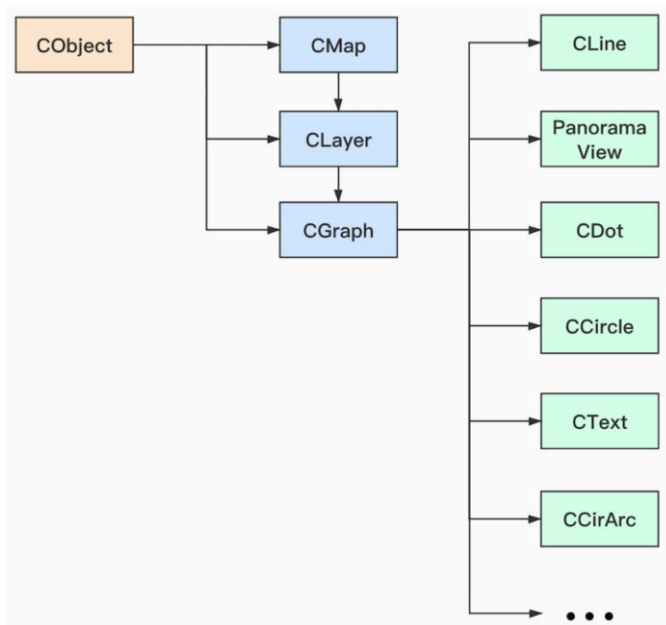 CObject
CMap
CLine
Panorama
View
CLayer
CGraph
CDot
CCircle
CText
CCirArc
...